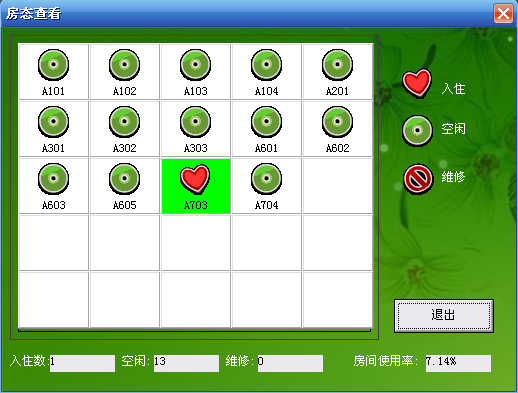 房态查看
A101 A102 A103 A104 A201
A301 A302 A303 A601 A602
A603 A605 A703 A704
入住
空闲
維修
退出
入住数:1 空闲:13 維修:0 房间使用率: 7.14%